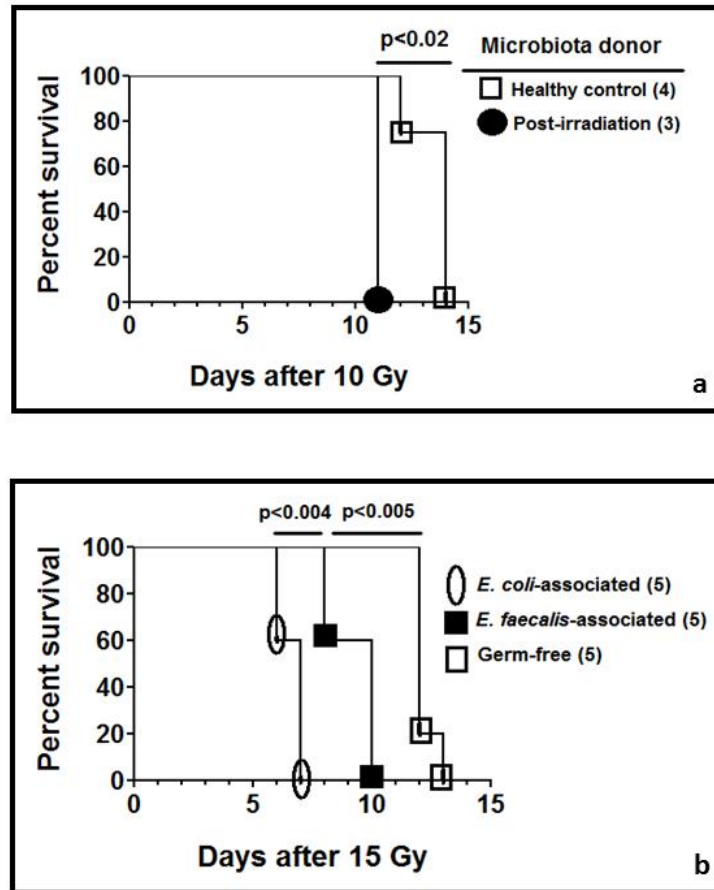 p<0.02
Microbiota donor
Healthy control (4)
Post-irradiation (3)
Percent survival
100
80
60
40
20
0
0 5 10 15
Days after 10 Gy
a
p<0.004 p<0.005
E. coli-associated (5)
E. faecalis-associated (5)
Germ-free (5)
Percent survival
100
80
60
40
20
0
0 5 10 15
Days after 15 Gy
b